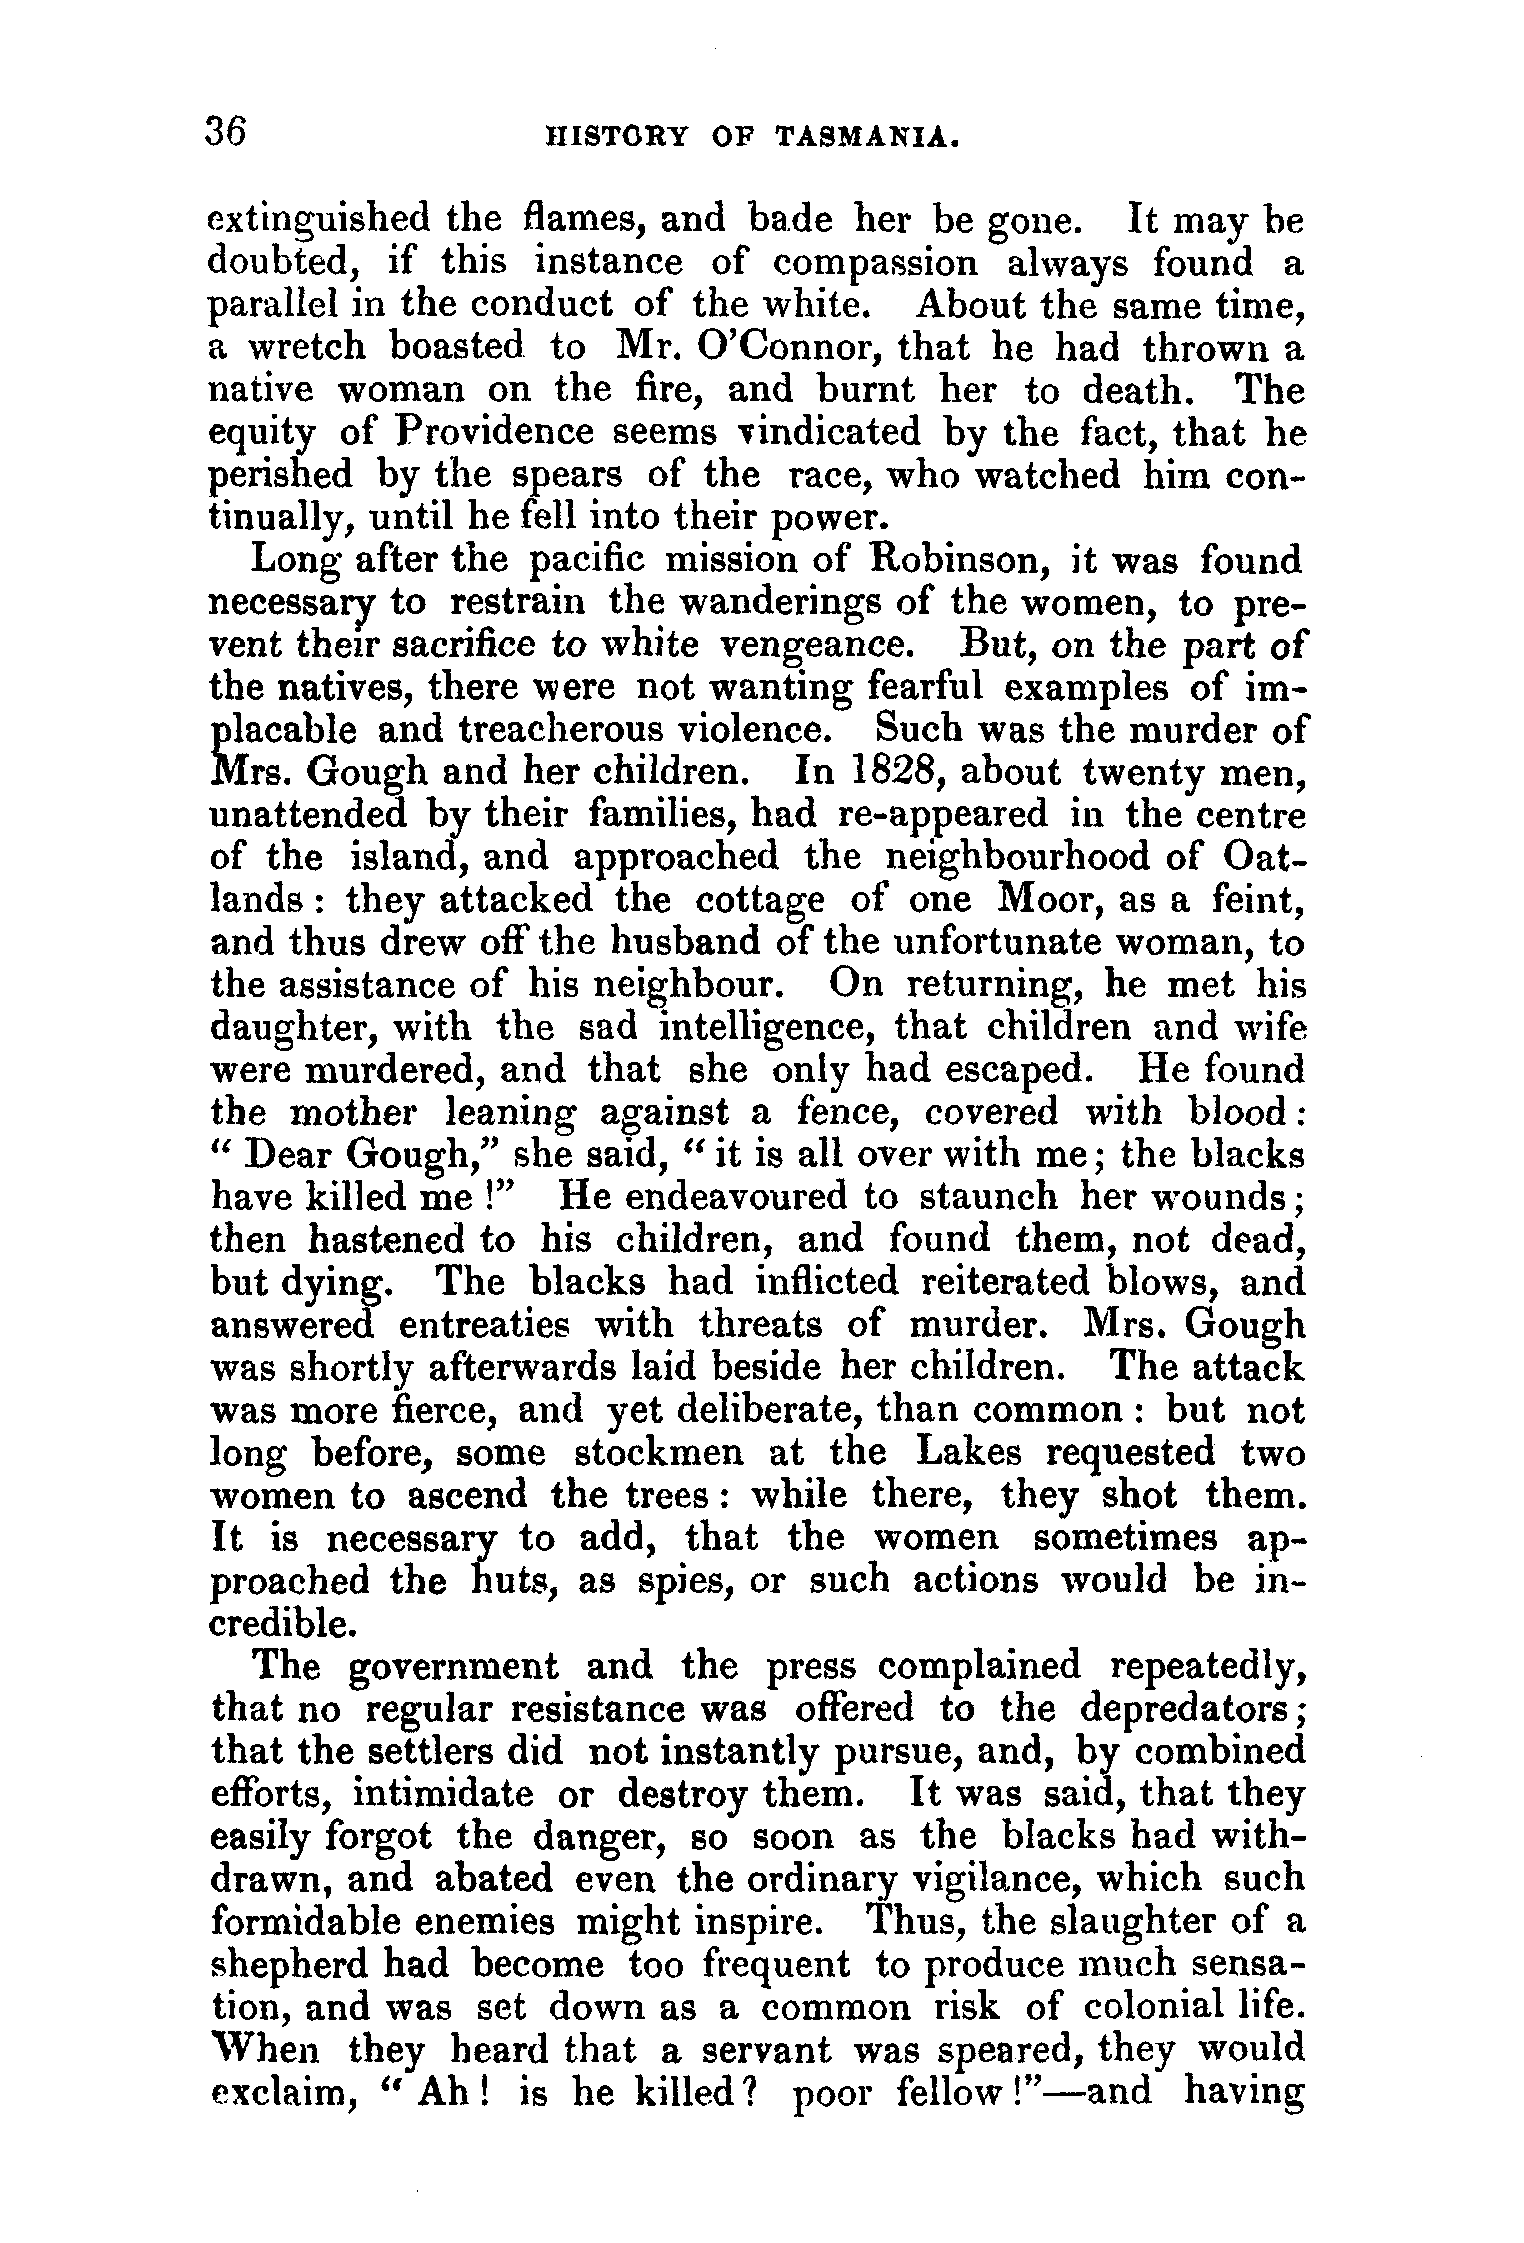 36 HISTORY OF TASMANIA.
extinguished the flames, and bade her be gone. It may be
doubted, if this instance of compassion always found a
parallel in the conduct of the white. About the same time,
a wretch boasted to Mr. O'Connor, that he had thrown a
native woman on the fire, and burnt her to death. The
equity of Providence seems vindicated by the fact, that he
perished by the spears of the race, who watched him con-
tinually, until he fell into their power.
Long after the pacific mission of Robinson, it was found
necessary to restrain the wanderings of the women, to pre-
vent their sacrifice to white vengeance. But, on the part of
the natives, there were not wanting fearful examples of im-
placable and treacherous violence. Such was the murder of
Mrs. Gough and her children. In 1828, about twenty men,
unattended by their families, had re-appeared in the centre
of the island, and approached the neighbourhood of Oat-
lands : they attacked the cottage of one Moor, as a feint,
and thus drew off the husband of the unfortunate woman, to
the assistance of his neighbour. On returning, he met his
daughter, with the sad intelligence, that children and wife
were murdered, and that she only had escaped. He found
the mother leaning against a fence, covered with blood :
" Dear Gough," she said, " it is all over with me ; the blacks
have killed me !" He endeavoured to staunch her wounds ;
then hastened to his children, and found them, not dead,
but dying. The blacks had inflicted reiterated blows, and
answered entreaties with threats of murder. Mrs. Gough
was shortly afterwards laid beside her children. The attack
was more fierce, and yet deliberate, than common : but not
long before, some stockmen at the Lakes requested two
women to ascend the trees : while there, they shot them.
It is necessary to add, that the women sometimes ap-
proached the huts, as spies, or such actions would be in-
credible.
The government and the press complained repeatedly,
that no regular resistance was offered to the depredators ;
that the settlers did not instantly pursue, and, by combined
efforts, intimidate or destroy them. It was said, that they
easily forgot the danger, so soon as the blacks had with-
drawn, and abated even the ordinary vigilance, which such
formidable enemies might inspire. Thus, the slaughter of a
shepherd had become too frequent to produce much sensa-
tion, and was set down as a common risk of colonial life.
When they heard that a servant was speared, they would
exclaim, " Ah ! is he killed ? poor fellow !"—and having